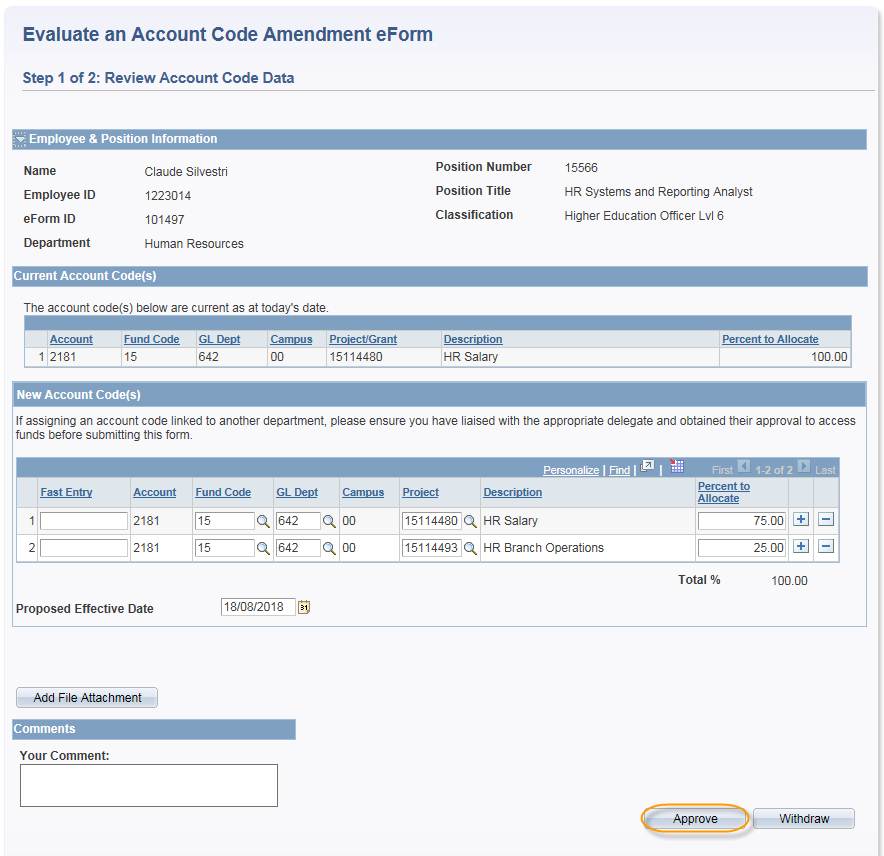 Evaluate an Account Code Amendment eForm
Step 1 of 2: Review Account Code Data
Employee & Position Information
Name Claude Silvestri Position Number 15566
Employee ID 1223014 Position Title HR Systems and Reporting Analyst
eForm ID 101497 Classification Higher Education Officer Lvl 6
Department Human Resources
Current Account Code(s)
The account code(s) below are current as at today's date.
Account Fund Code GL Dept Campus Project/Grant Description Percent to Allocate
1 2181 15 642 00 15114480 HR Salary 100.00
New Account Code(s)
If assigning an account code linked to another department, please ensure you have liaised with the appropriate delegate and obtained their approval to access
funds before submitting this form.
Personalize | Find | | First 1-2 of 2 Last
Fast Entry Account Fund Code GL Dept Campus Project Description Percent to
Allocate
1 2181 15 642 00 15114480 HR Salary 75.00 + −
2 2181 15 642 00 15114493 HR Branch Operations 25.00 + −
Total % 100.00
Proposed Effective Date 18/08/2018 31
Add File Attachment
Comments
Your Comment:
Approve Withdraw